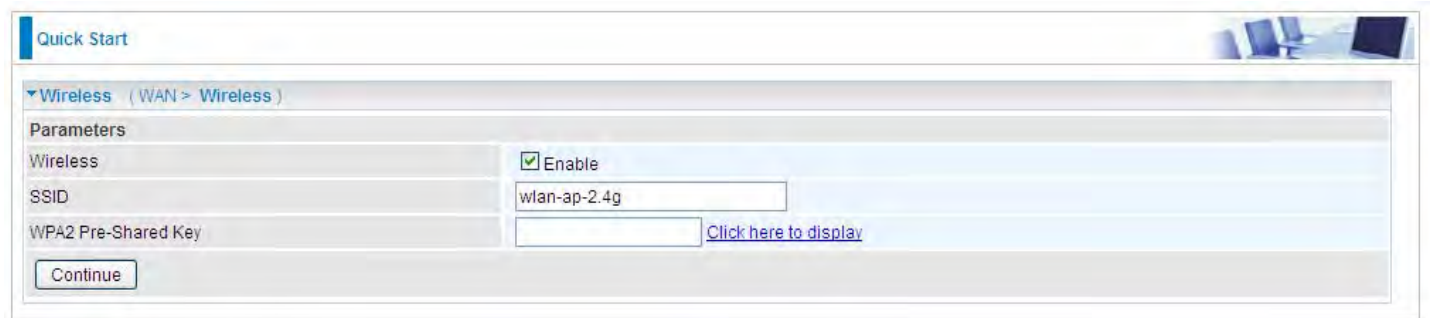 Quick Start
▼Wireless (WAN > Wireless)
Parameters
Wireless Enable
SSID wlan-ap-2.4g
WPA2 Pre-Shared Key Click here to display
Continue